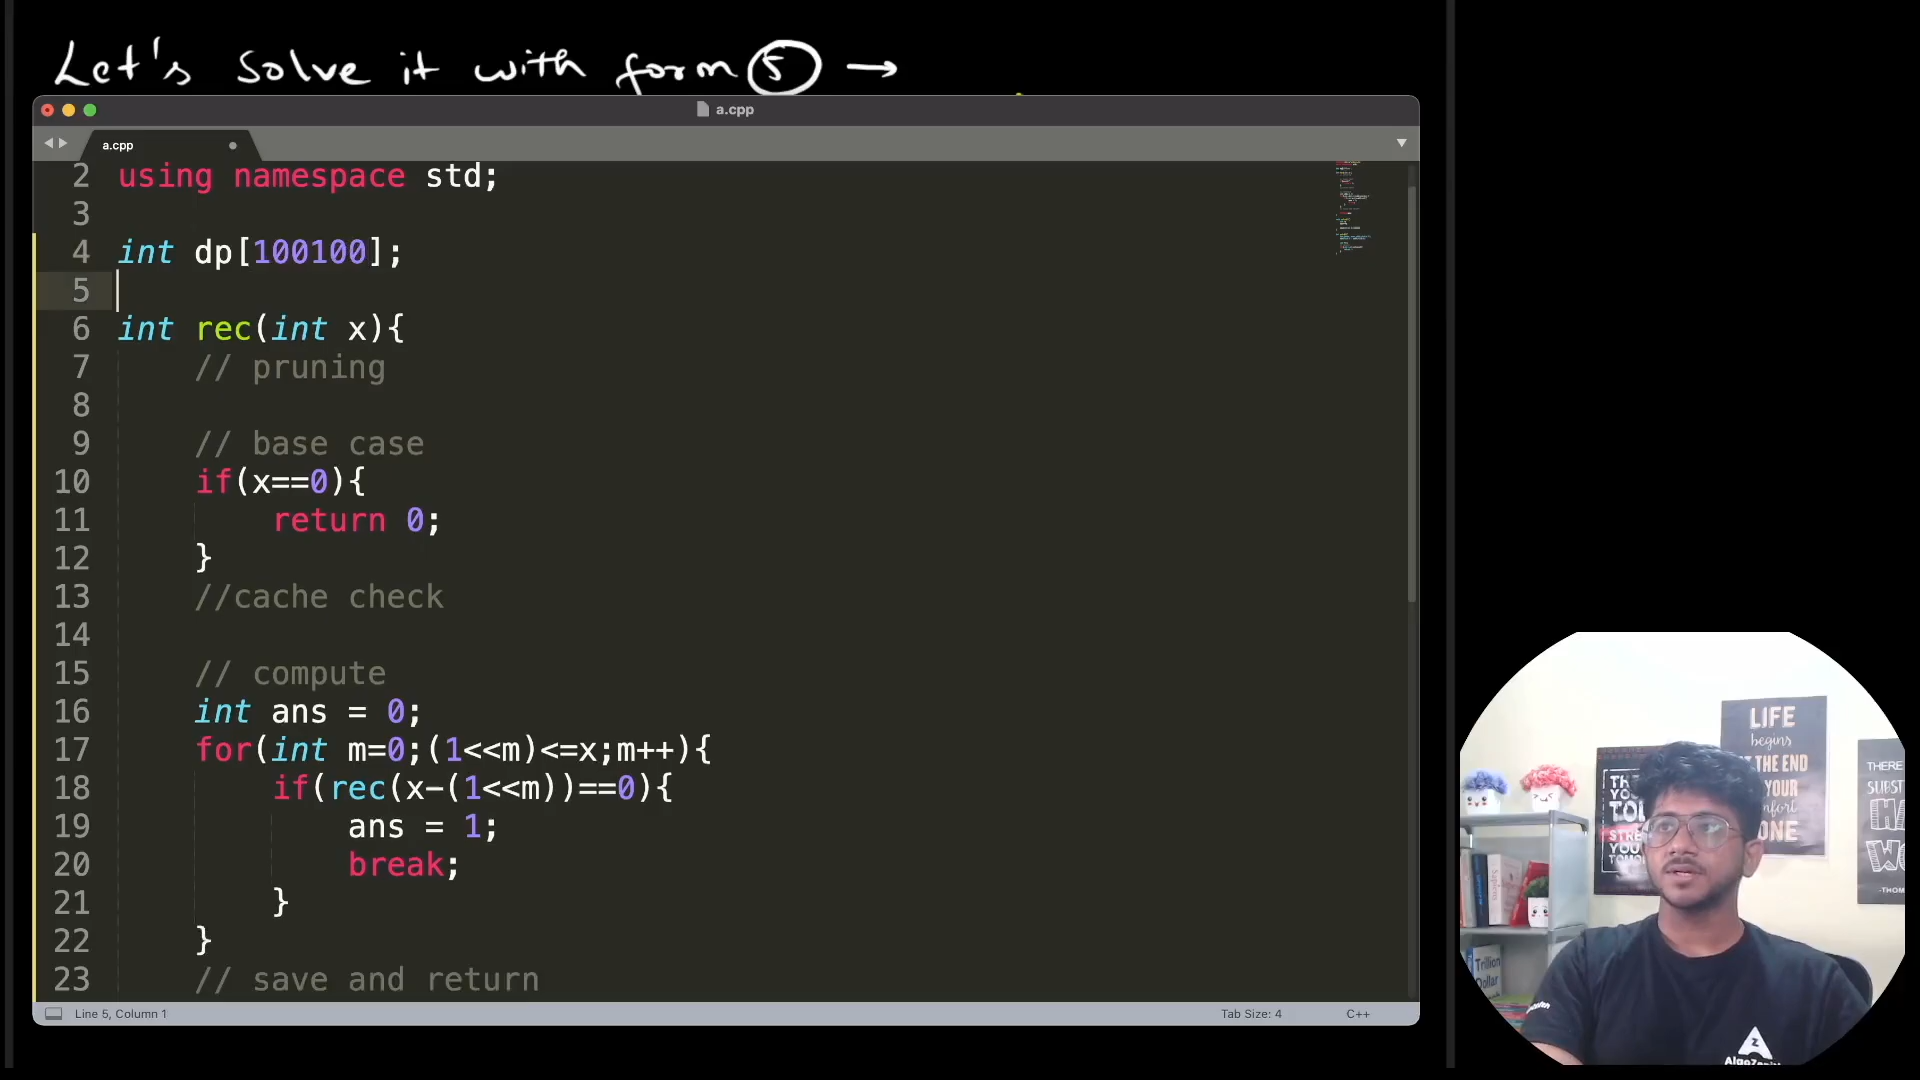 Let's solve it with form 5 →
a.cpp
a.cpp
2 using namespace std;
3
4 int dp[100100];
5
6 int rec(int x){
7 // pruning
8
9 // base case
10 if(x==0){
11 return 0;
12 }
13 //cache check
14
15 // compute
16 int ans = 0;
17 for(int m=0;(1<<m)<=x;m++){
18 if(rec(x-(1<<m))==0){
19 ans = 1;
20 break;
21 }
22 }
23 // save and return
Line 5, Column 1
Tab Size: 4
C++
LIFE
begins
THE END
YOUR
ONE
THERE
Trillion
Dollar